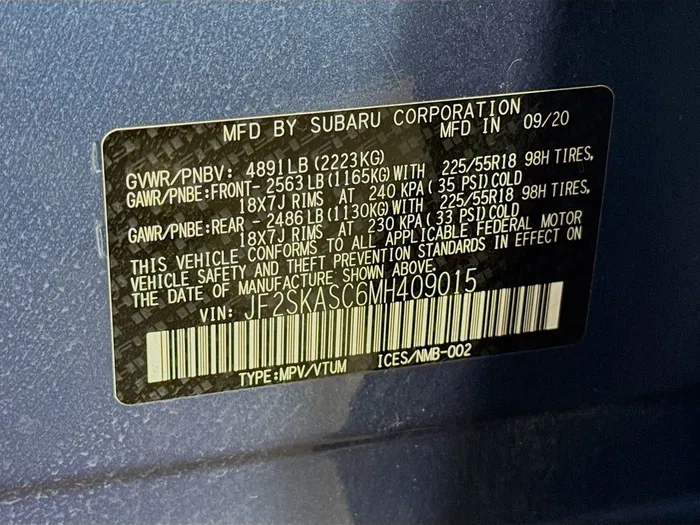 MFD BY SUBARU CORPORATION
MFD IN 09/20
GVWR/PNBV: 4891LB(2223KG)
GAWR/PNBE:FRONT- 2563LB(1165KG)WITH 225/55R18 98H TIRES,
18X7J RIMS AT 240 KPA( 35 PSI)COLD
GAWR/PNBE:REAR - 2486LB(1130KG)WITH 225/55R18 98H TIRES,
18X7J RIMS AT 230 KPA( 33 PSI)COLD
THIS VEHICLE CONFORMS TO ALL APPLICABLE FEDERAL MOTOR
VEHICLE SAFETY AND THEFT PREVENTION STANDARDS IN EFFECT ON
THE DATE OF MANUFACTURE SHOWN ABOVE.
VIN: JF2SKASC6MH409015
TYPE:MPV/VTUM ICES/NMB-002